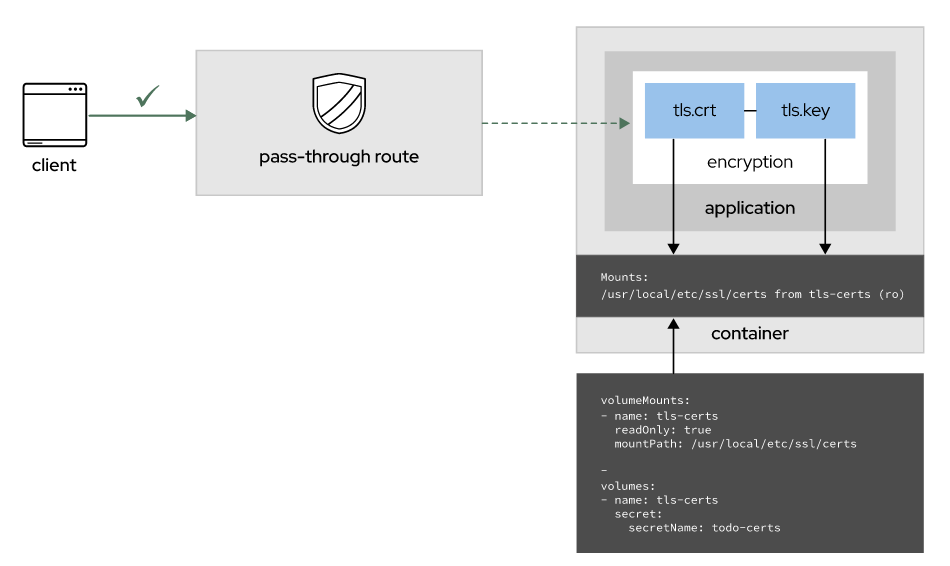 client
pass-through route
tls.crt
tls.key
encryption
application
Mounts:
/usr/local/etc/ssl/certs from tls-certs (ro)
container
volumeMounts:
- name: tls-certs
  readOnly: true
  mountPath: /usr/local/etc/ssl/certs
-
volumes:
- name: tls-certs
  secret:
    secretName: todo-certs